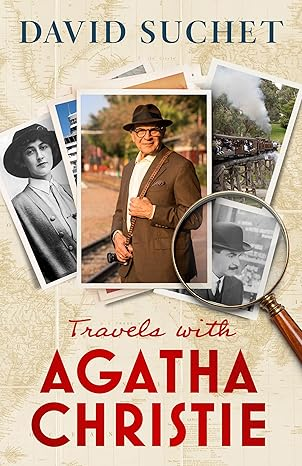 DAVID SUCHET
Travels with
AGATHA
CHRISTIE